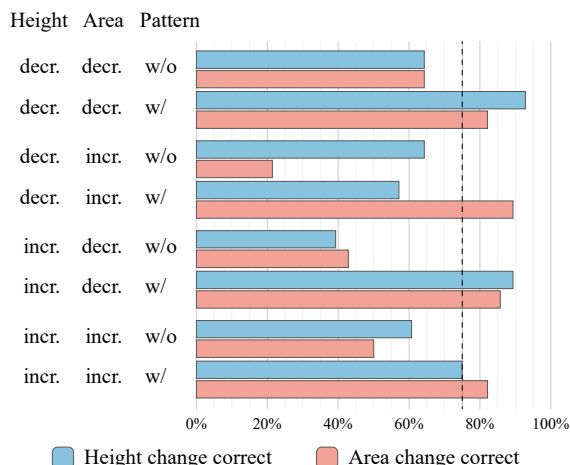 Height Area Pattern
decr. decr. w/o
decr. decr. w/
decr. incr. w/o
decr. incr. w/
incr. decr. w/o
incr. decr. w/
incr. incr. w/o
incr. incr. w/
0% 20% 40% 60% 80% 100%
Height change correct Area change correct